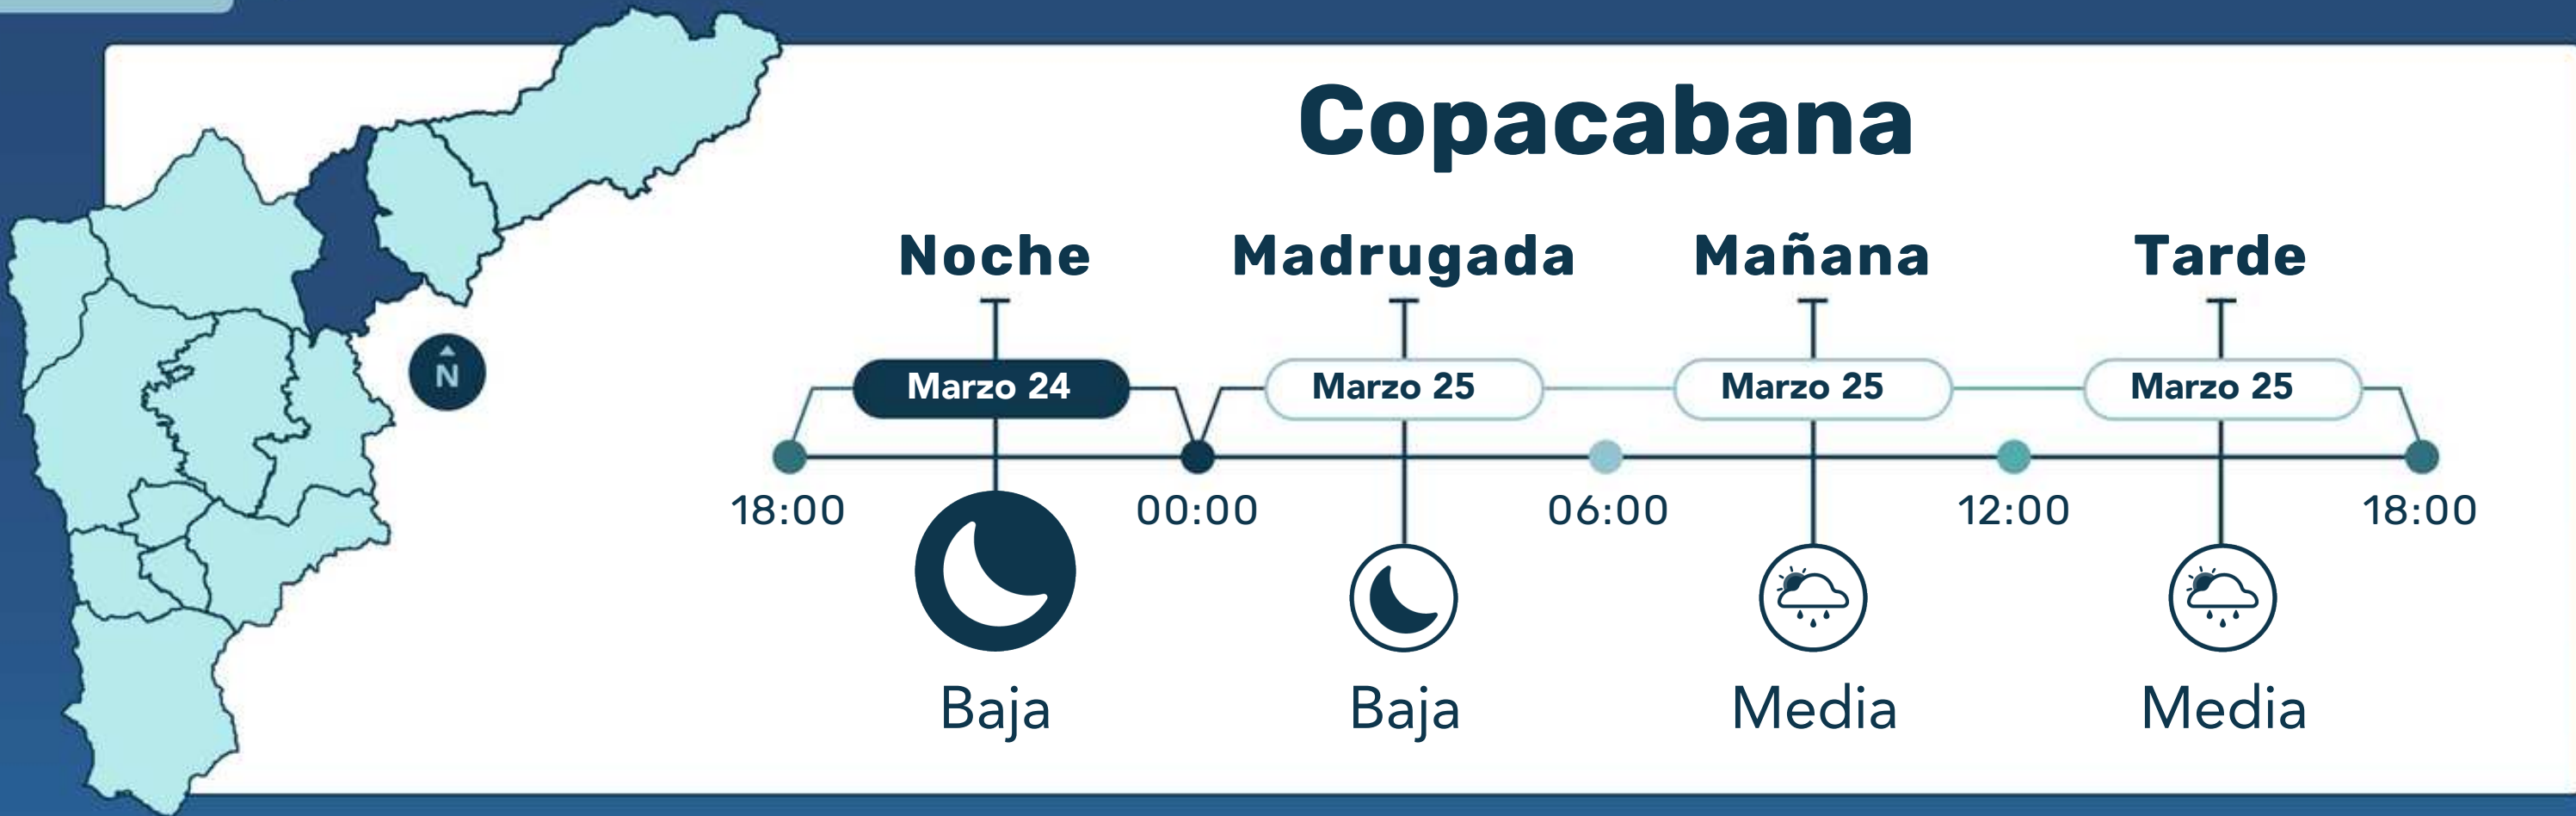 Copacabana
Noche Madrugada Mañana Tarde
Marzo 24 Marzo 25 Marzo 25 Marzo 25
18:00 00:00 06:00 12:00 18:00
N
Baja Baja Media Media